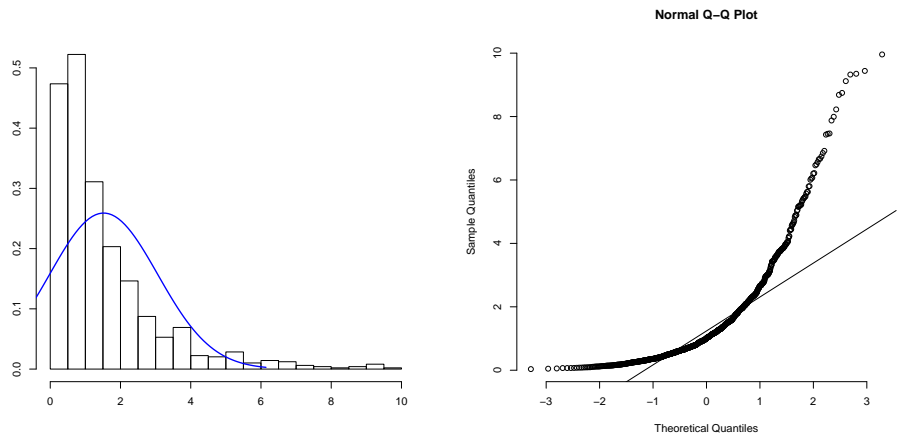 Normal Q−Q Plot
0.0 0.1 0.2 0.3 0.4 0.5
0 2 4 6 8 10
Sample Quantiles
0 2 4 6 8 10
−3 −2 −1 0 1 2 3
Theoretical Quantiles